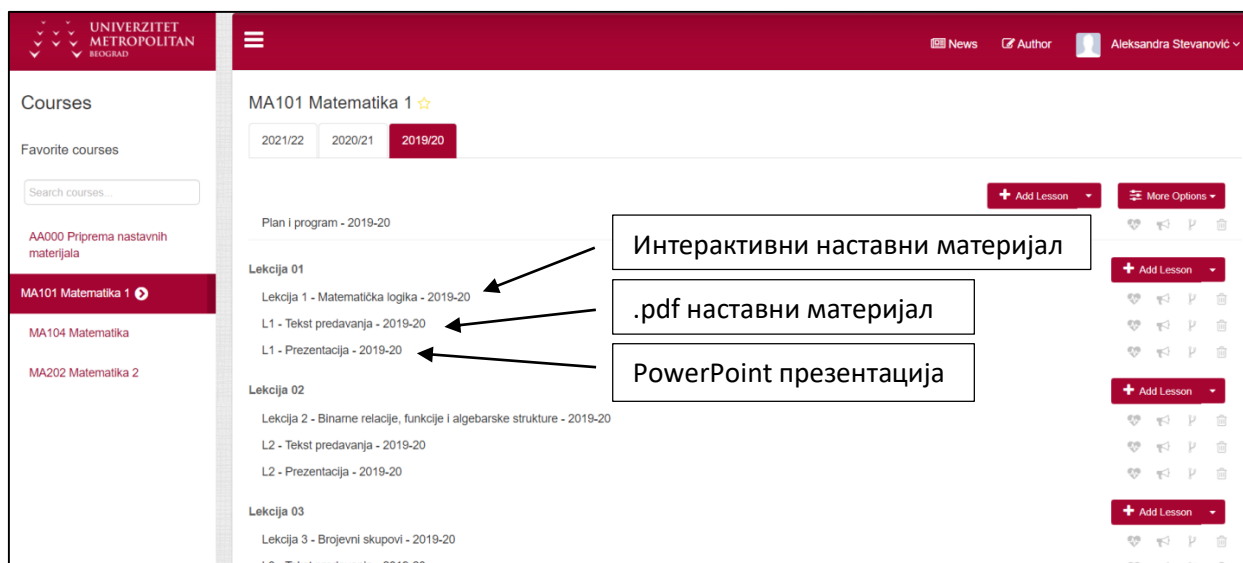 UNIVERZITET
METROPOLITAN
BEOGRAD
News Author Aleksandra Stevanović
Courses
Favorite courses
Search courses...
AA000 Priprema nastavnih
materijala
MA101 Matematika 1
MA104 Matematika
MA202 Matematika 2
MA101 Matematika 1
2021/22 2020/21 2019/20
Add Lesson More Options
Plan i program - 2019-20
Интерактивни наставни материјал
Lekcija 01 Add Lesson
Lekcija 1 - Matematička logika - 2019-20
.pdf наставни материјал
L1 - Tekst predavanja - 2019-20
L1 - Prezentacija - 2019-20
PowerPoint презентација
Lekcija 02 Add Lesson
Lekcija 2 - Binarne relacije, funkcije i algebarske strukture - 2019-20
L2 - Tekst predavanja - 2019-20
L2 - Prezentacija - 2019-20
Lekcija 03 Add Lesson
Lekcija 3 - Brojevni skupovi - 2019-20